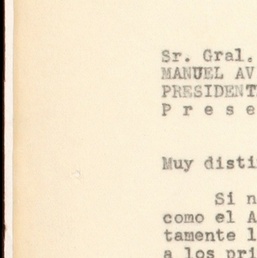 Sr. Gral.
MANUEL AV
PRESIDENT
P r e s e
Muy disti
Si n
como el A
tamente l
a los pri